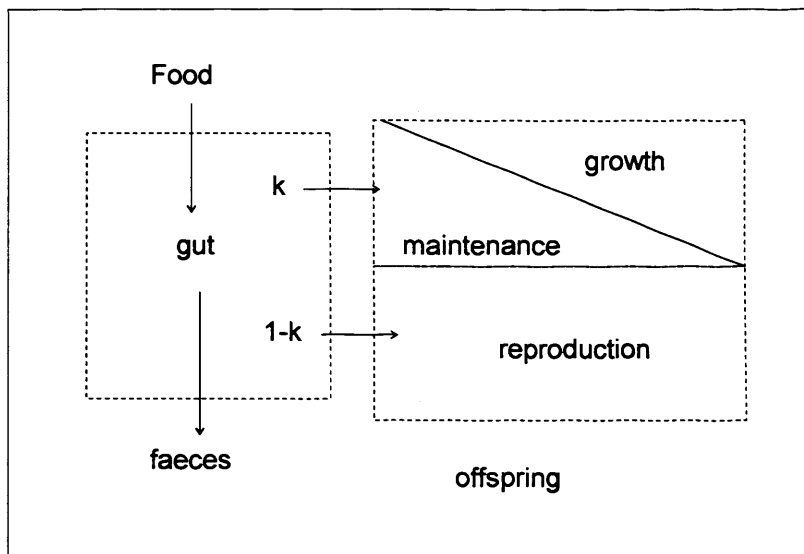 Food
growth
k
maintenance
gut
1-k
reproduction
faeces
offspring